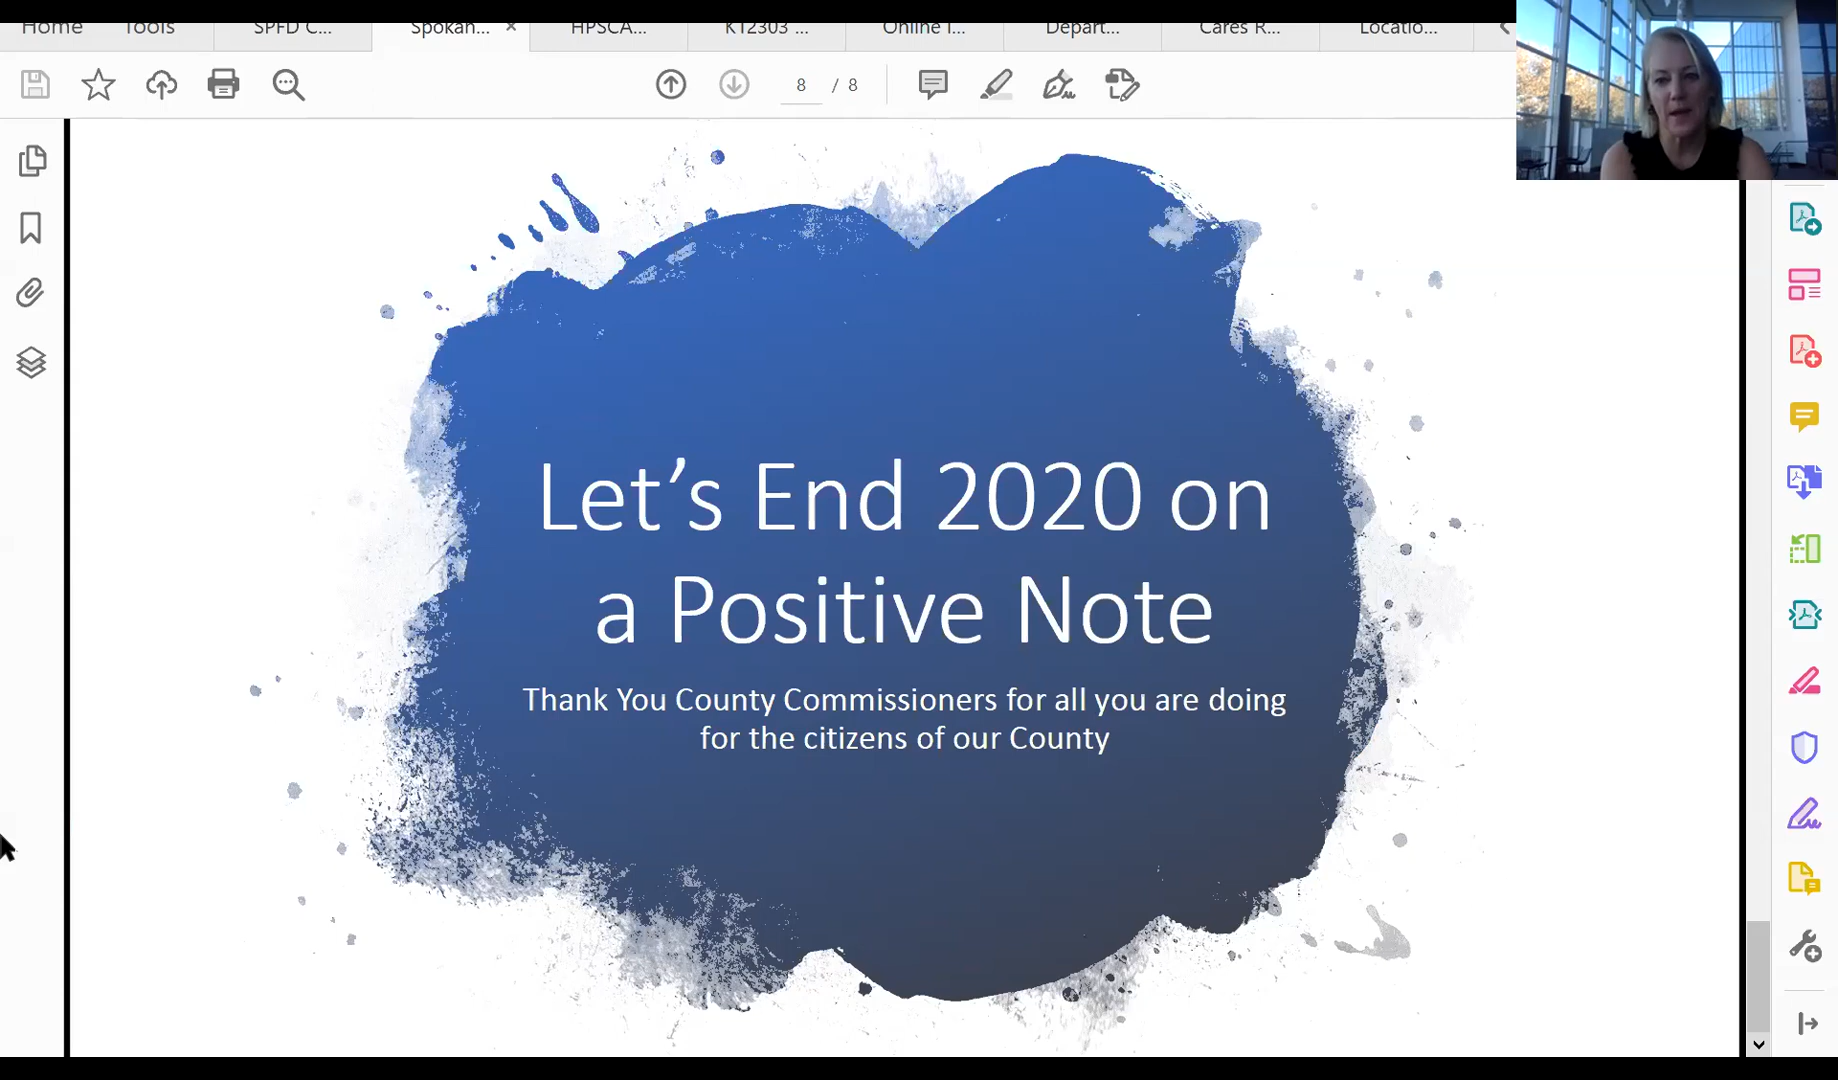 Home Tools SPFD C... Spokan... × HPSCA... KT2303 ... Online I... Depart... Cares R... Locatio...
8 / 8
Let’s End 2020 on
a Positive Note
Thank You County Commissioners for all you are doing
for the citizens of our County